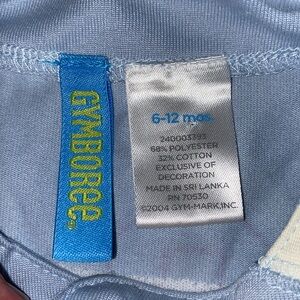 GYMBOREE®
6-12 mos.
240003393
68% POLYESTER
32% COTTON
EXCLUSIVE OF
DECORATION
MADE IN SRI LANKA
RN 70530
©2004 GYM-MARK,INC.